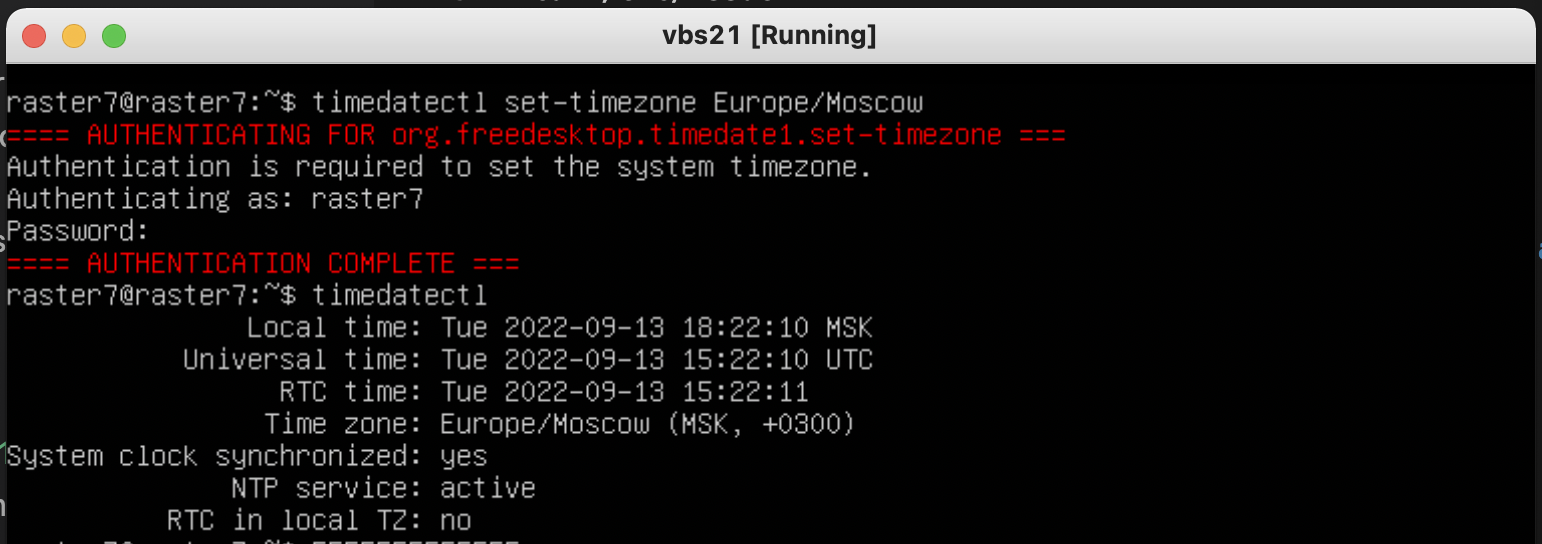 vbs21 [Running]
raster7@raster7:~$ timedatectl set-timezone Europe/Moscow
==== AUTHENTICATING FOR org.freedesktop.timedate1.set-timezone ===
Authentication is required to set the system timezone.
Authenticating as: raster7
Password:
==== AUTHENTICATION COMPLETE ===
raster7@raster7:~$ timedatectl
Local time: Tue 2022-09-13 18:22:10 MSK
Universal time: Tue 2022-09-13 15:22:10 UTC
RTC time: Tue 2022-09-13 15:22:11
Time zone: Europe/Moscow (MSK, +0300)
System clock synchronized: yes
NTP service: active
RTC in local TZ: no